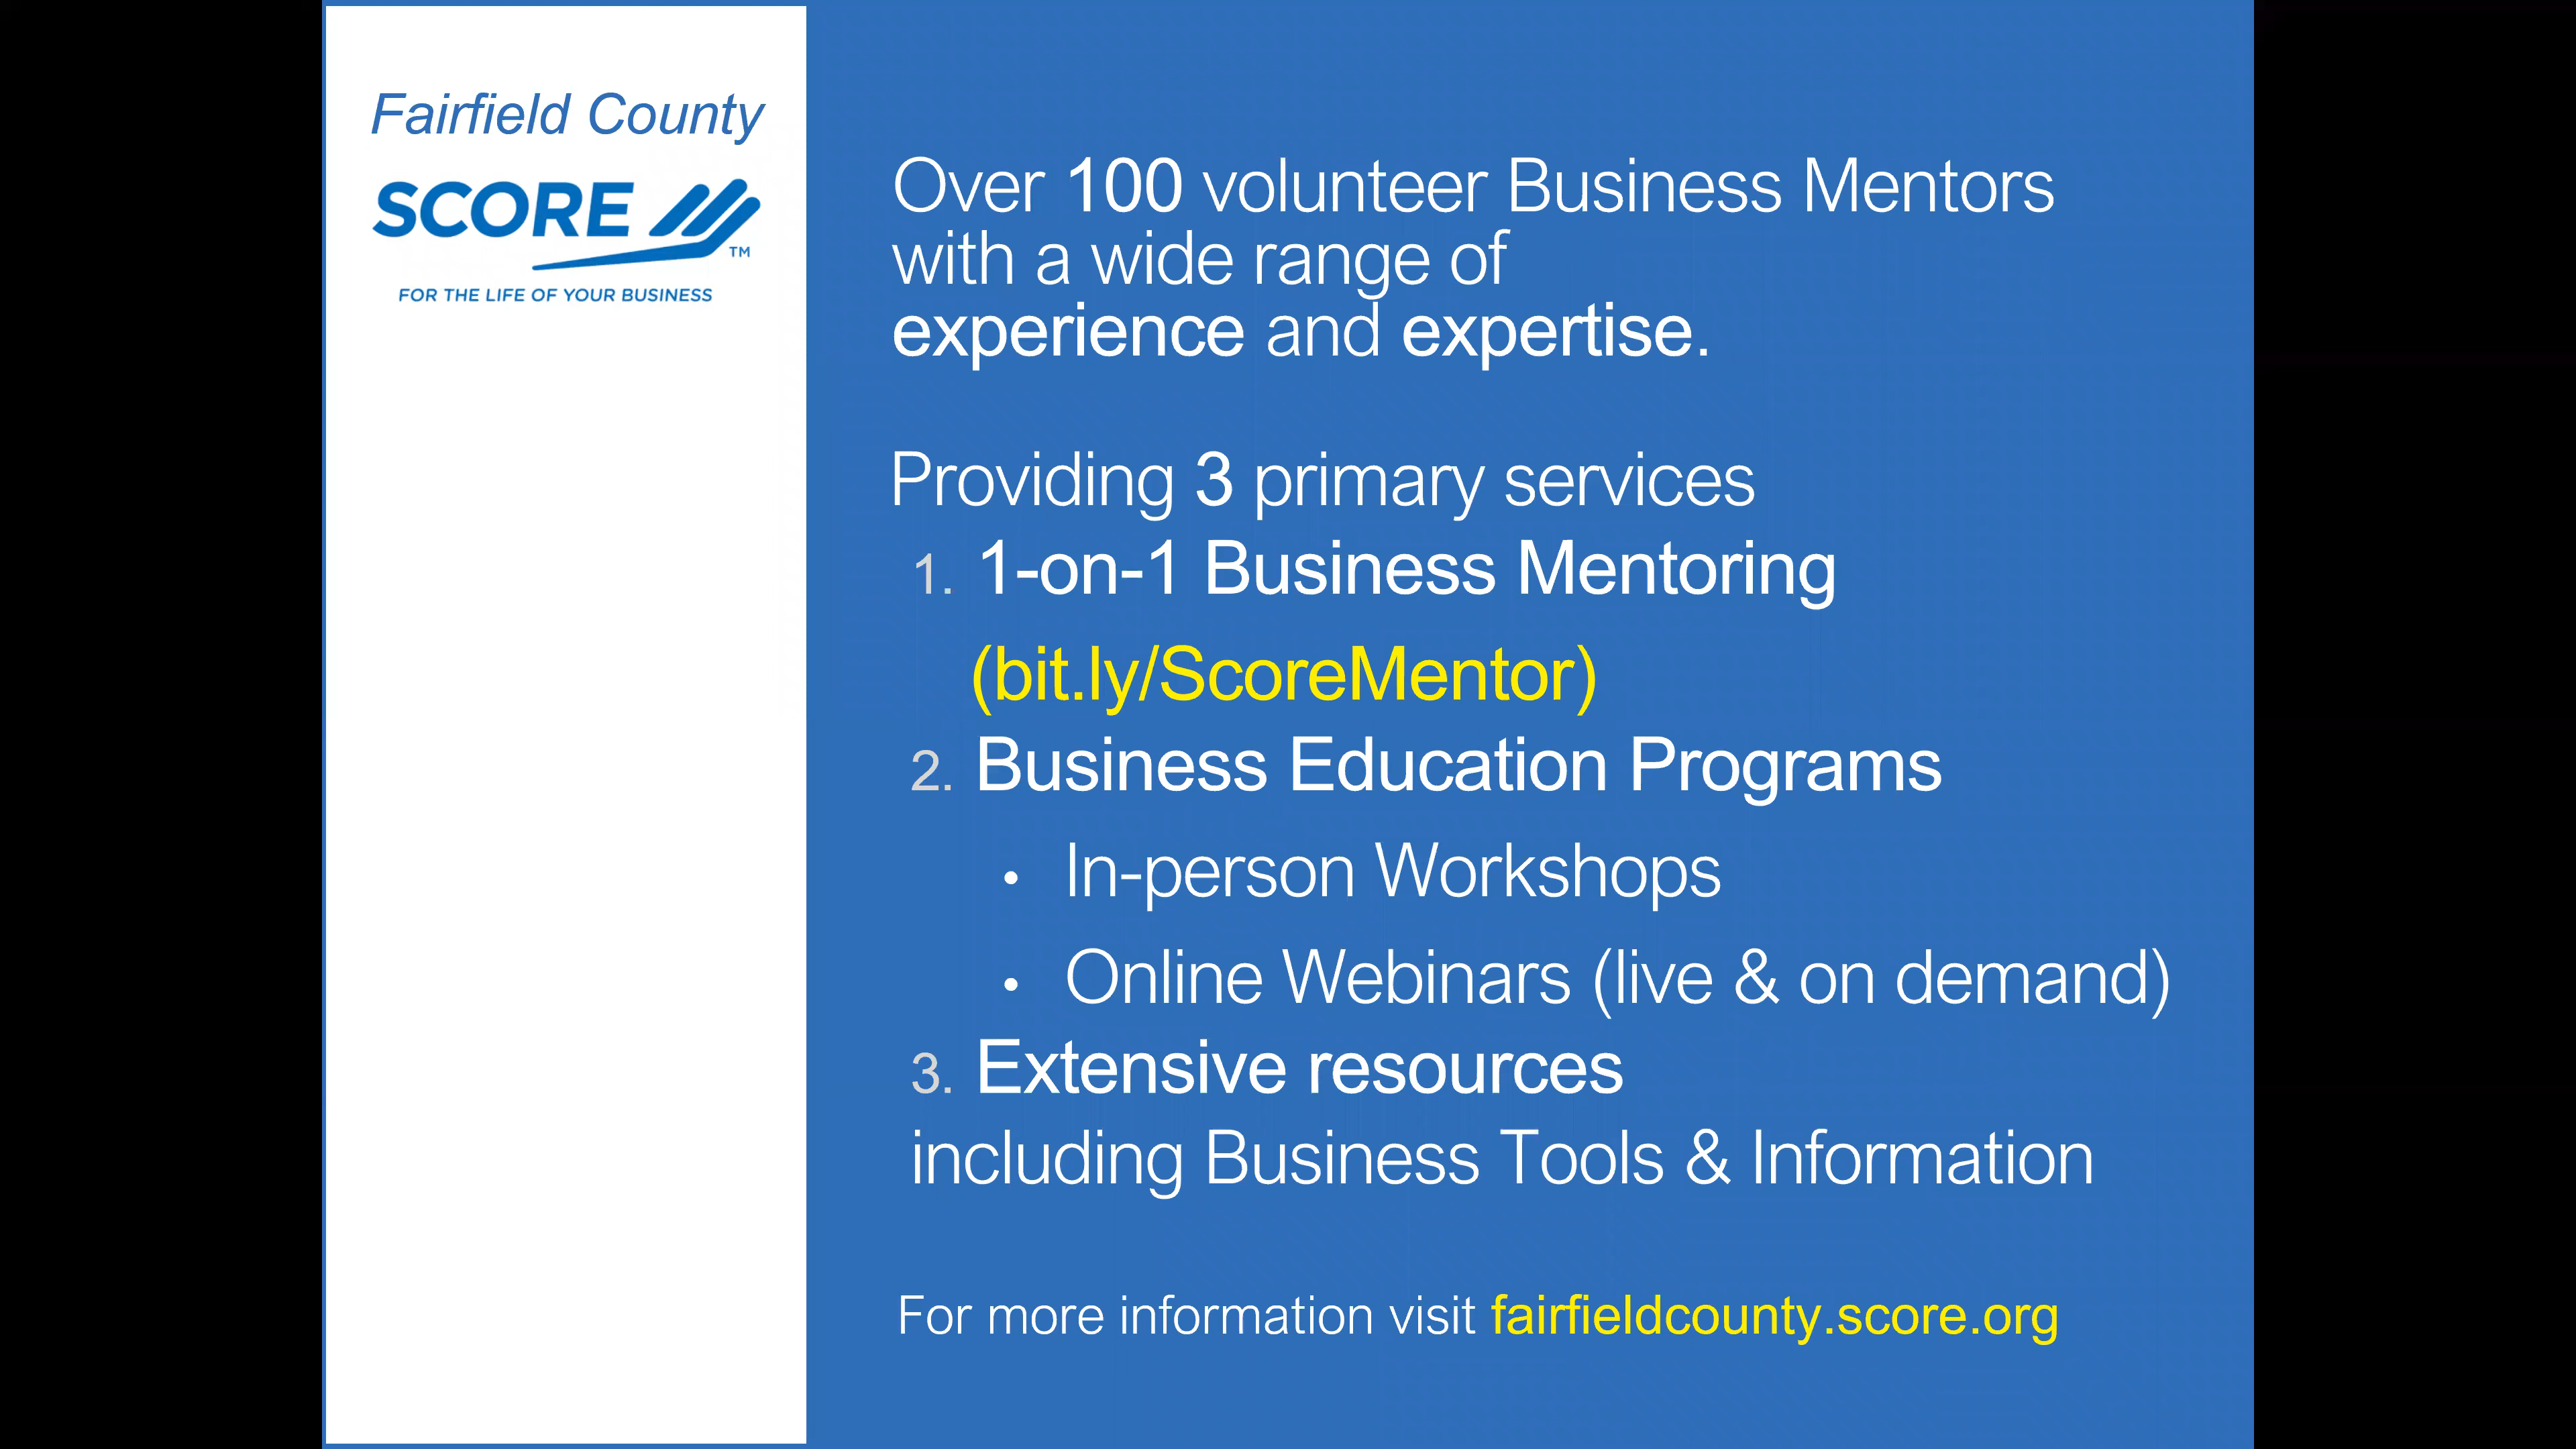 Fairfield County
SCORE
TM
FOR THE LIFE OF YOUR BUSINESS
Over 100 volunteer Business Mentors
with a wide range of
experience and expertise.
Providing 3 primary services
1. 1-on-1 Business Mentoring
(bit.ly/ScoreMentor)
2. Business Education Programs
• In-person Workshops
• Online Webinars (live & on demand)
3. Extensive resources
including Business Tools & Information
For more information visit fairfieldcounty.score.org